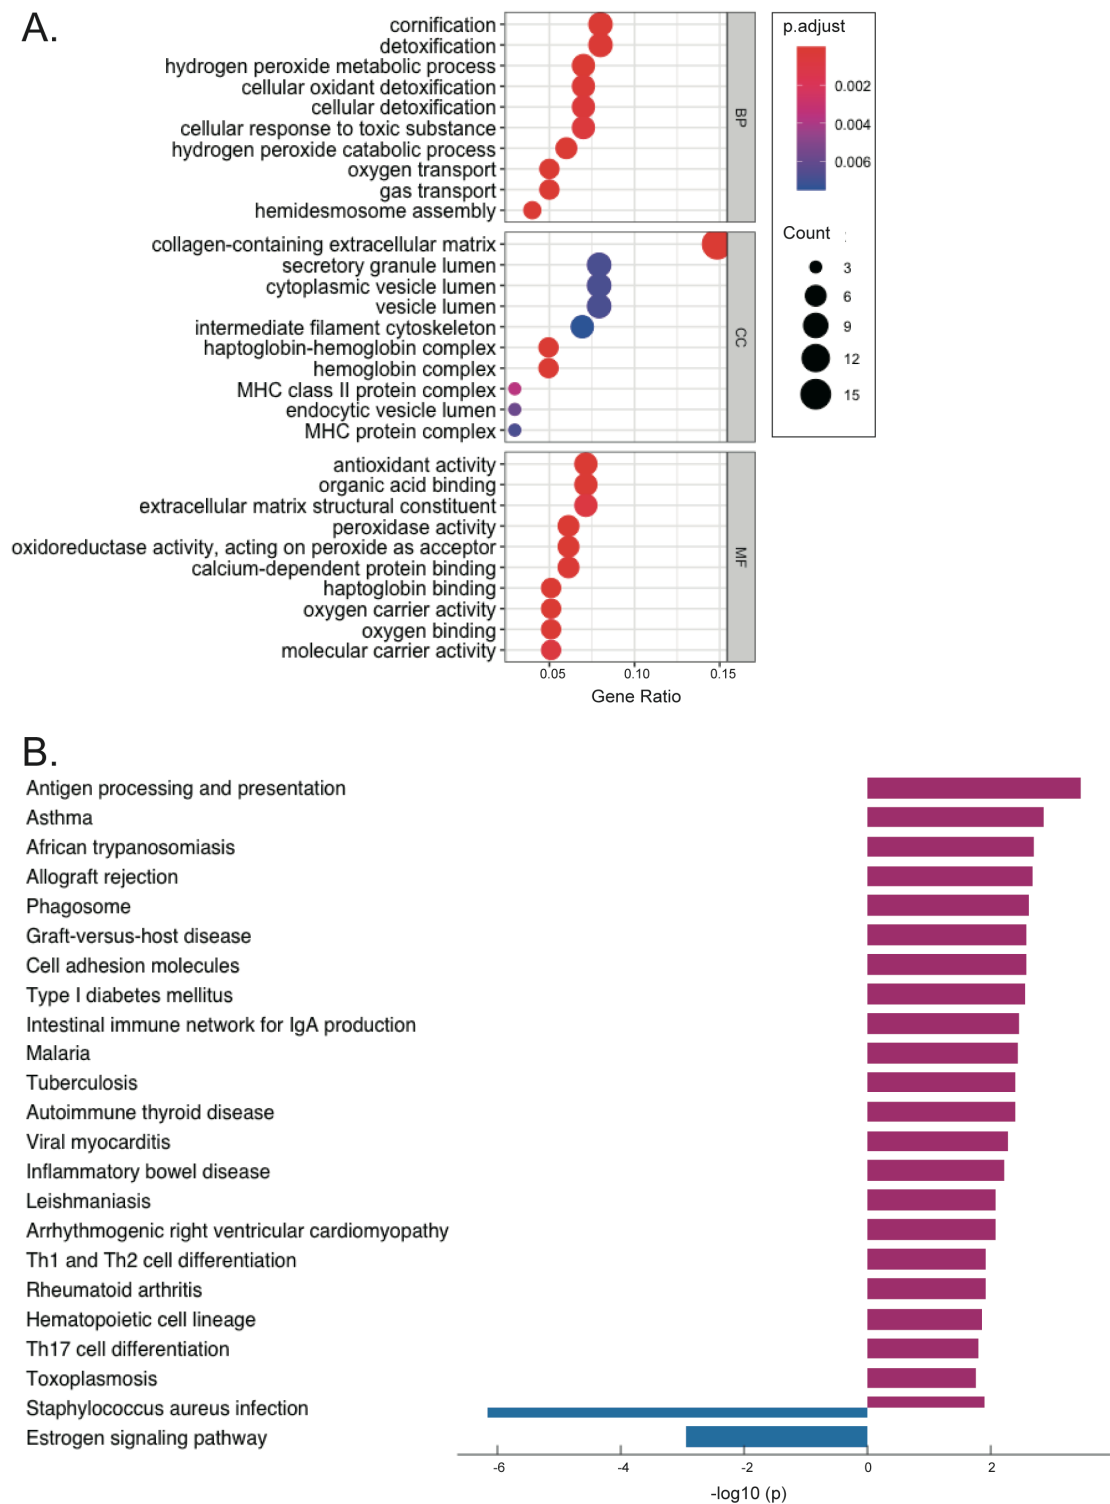 A.
cornification
detoxification
hydrogen peroxide metabolic process
cellular oxidant detoxification
cellular detoxification
cellular response to toxic substance
hydrogen peroxide catabolic process
oxygen transport
gas transport
hemidesmosome assembly
BP
collagen-containing extracellular matrix
secretory granule lumen
cytoplasmic vesicle lumen
vesicle lumen
intermediate filament cytoskeleton
haptoglobin-hemoglobin complex
hemoglobin complex
MHC class II protein complex
endocytic vesicle lumen
MHC protein complex
CC
antioxidant activity
organic acid binding
extracellular matrix structural constituent
peroxidase activity
oxidoreductase activity, acting on peroxide as acceptor
calcium-dependent protein binding
haptoglobin binding
oxygen carrier activity
oxygen binding
molecular carrier activity
MF
0.05 0.10 0.15
Gene Ratio
p.adjust
0.002
0.004
0.006
Count
3
6
9
12
15
B.
Antigen processing and presentation
Asthma
African trypanosomiasis
Allograft rejection
Phagosome
Graft-versus-host disease
Cell adhesion molecules
Type I diabetes mellitus
Intestinal immune network for IgA production
Malaria
Tuberculosis
Autoimmune thyroid disease
Viral myocarditis
Inflammatory bowel disease
Leishmaniasis
Arrhythmogenic right ventricular cardiomyopathy
Th1 and Th2 cell differentiation
Rheumatoid arthritis
Hematopoietic cell lineage
Th17 cell differentiation
Toxoplasmosis
Staphylococcus aureus infection
Estrogen signaling pathway
-6 -4 -2 0 2
-log10 (p)